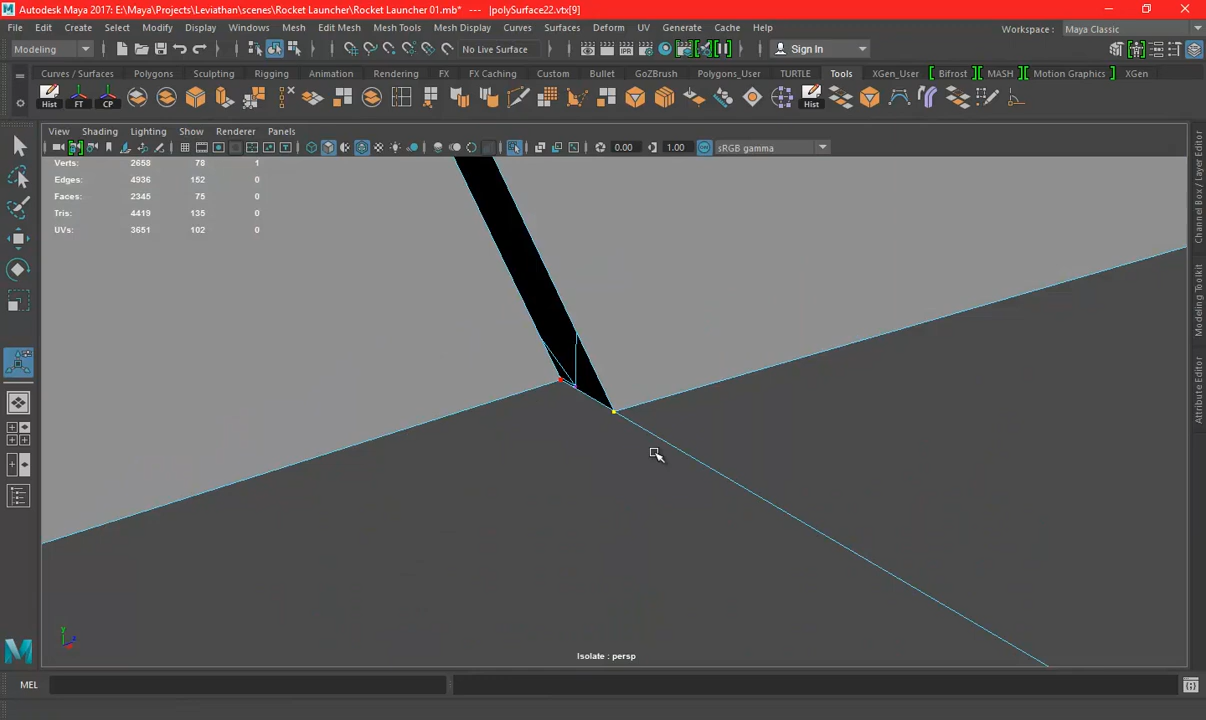 Autodesk Maya 2017: E:\Maya\Projects\Leviathan\scenes\Rocket Launcher\Rocket Launcher 01.mb* --- |polySurface22.vtx[9]
File Edit Create Select Modify Display Windows Mesh Edit Mesh Mesh Tools Mesh Display Curves Surfaces Deform UV Generate Cache Help Workspace : Maya Classic
Modeling No Live Surface Sign In
Curves / Surfaces Polygons Sculpting Rigging Animation Rendering FX FX Caching Custom Bullet GoZBrush Polygons_User TURTLE Tools XGen_User Bifrost MASH Motion Graphics XGen
Hist FT CP Hist
View Shading Lighting Show Renderer Panels
0.00 1.00 sRGB gamma
Verts: 2658 78 1
Edges: 4936 152 0
Faces: 2345 75 0
Tris: 4419 135 0
UVs: 3651 102 0
Channel Box / Layer Editor
Modeling Toolkit
Attribute Editor
Isolate : persp
MEL